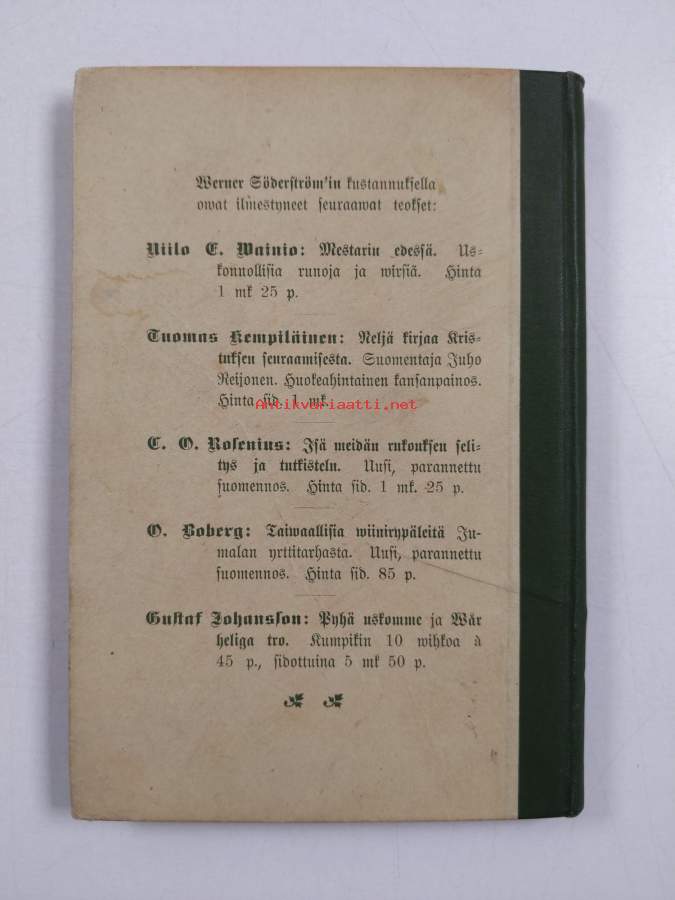 Werner Söderström'in kustannuksella
owat ilmestyneet seuraawat teokset:
Niilo E. Wainio: Mestarin edessä. Us-
konnollisia runoja ja wirsiä. Hinta
1 mk 25 p.
Tuomas Kempiläinen: Neljä kirjaa Kris-
tuksen seuraamisesta. Suomentaja Juho
Reijonen. Huokeahintainen kansanpainos.
Hinta sid. 1 mk.
Antikvariaatti.net
C. O. Rosenius: Isä meidän rukouksen seli-
tys ja tutkistelu. Uusi, parannettu
suomennos. Hinta sid. 1 mk. 25 p.
O. Boberg: Taiwaallisia wiinirypäleitä Ju-
malan yrttitarhasta. Uusi, parannettu
suomennos. Hinta sid. 85 p.
Gustaf Johansson: Pyhä uskomme ja Wår
heliga tro. Kumpikin 10 wihkoa à
45 p., sidottuina 5 mk 50 p.